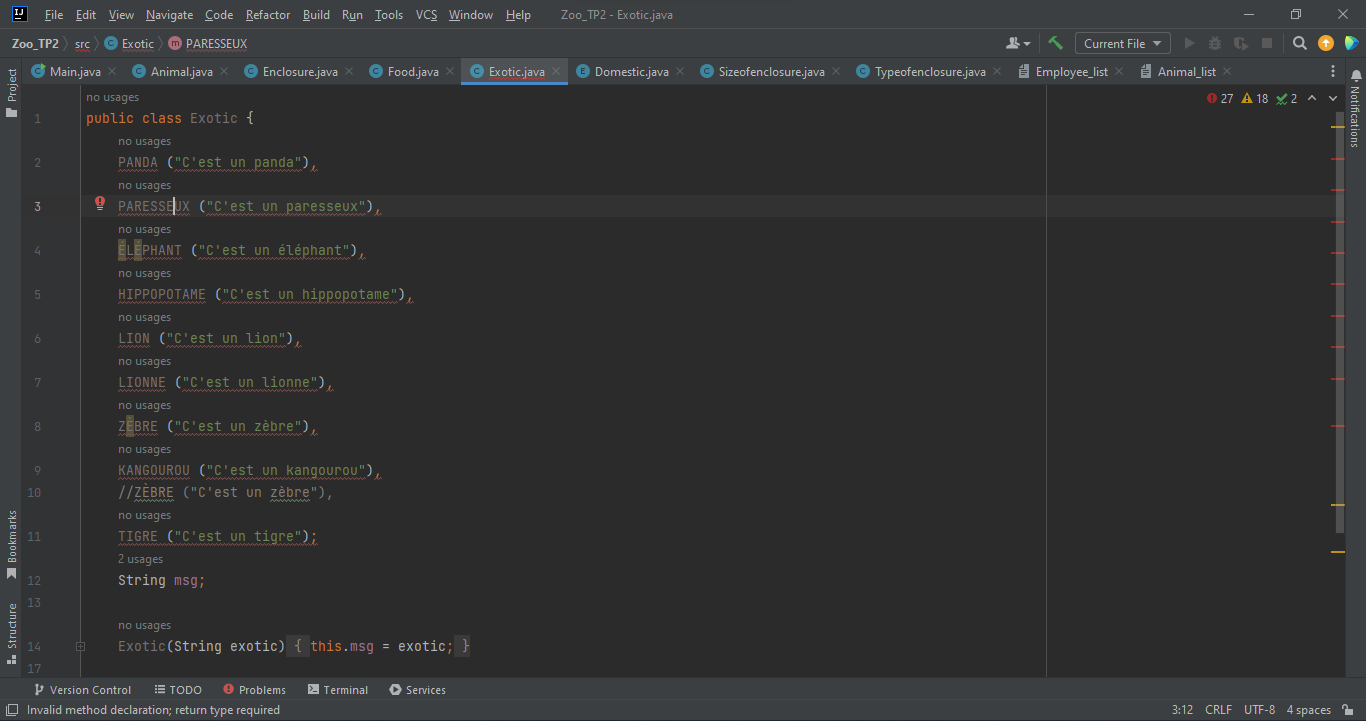 IJ File Edit View Navigate Code Refactor Build Run Tools VCS Window Help Zoo_TP2 - Exotic.java
Zoo_TP2 src C Exotic m PARESSEUX Current File
C Main.java C Animal.java C Enclosure.java C Food.java C Exotic.java E Domestic.java C Sizeofenclosure.java C Typeofenclosure.java Employee_list Animal_list
Project
Notifications
27 18 2
no usages
1 public class Exotic {
no usages
2 PANDA ("C'est un panda"),
no usages
3 PARESSEUX ("C'est un paresseux"),
no usages
4 ÉLÉPHANT ("C'est un éléphant"),
no usages
5 HIPPOPOTAME ("C'est un hippopotame"),
no usages
6 LION ("C'est un lion"),
no usages
7 LIONNE ("C'est un lionne"),
no usages
8 ZÈBRE ("C'est un zèbre"),
no usages
9 KANGOUROU ("C'est un kangourou"),
10 //ZÈBRE ("C'est un zèbre"),
no usages
11 TIGRE ("C'est un tigre");
2 usages
12 String msg;
13
no usages
14 Exotic(String exotic) { this.msg = exotic; }
17
Bookmarks
Structure
Version Control TODO Problems Terminal Services
Invalid method declaration; return type required 3:12 CRLF UTF-8 4 spaces